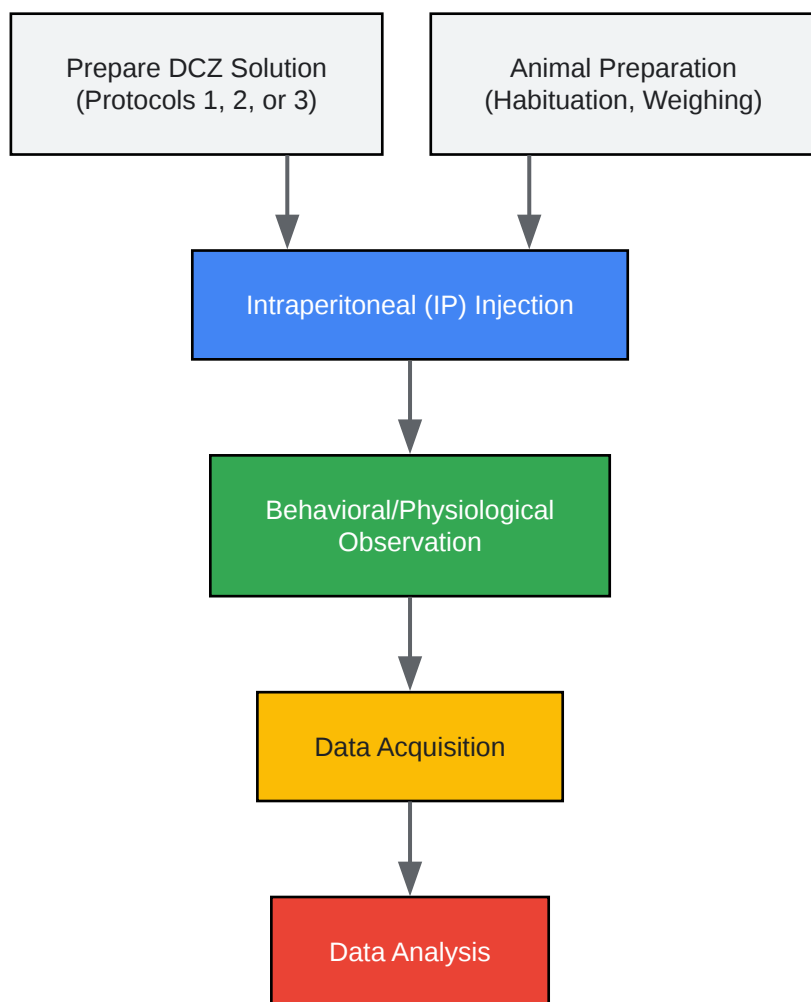 Prepare DCZ Solution
(Protocols 1, 2, or 3)
Animal Preparation
(Habituation, Weighing)
Intraperitoneal (IP) Injection
Behavioral/Physiological
Observation
Data Acquisition
Data Analysis